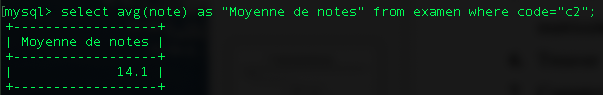 [mysql> select avg(note) as "Moyenne de notes" from examen where code="c2";
+------------------+
| Moyenne de notes |
+------------------+
|             14.1 |
+------------------+